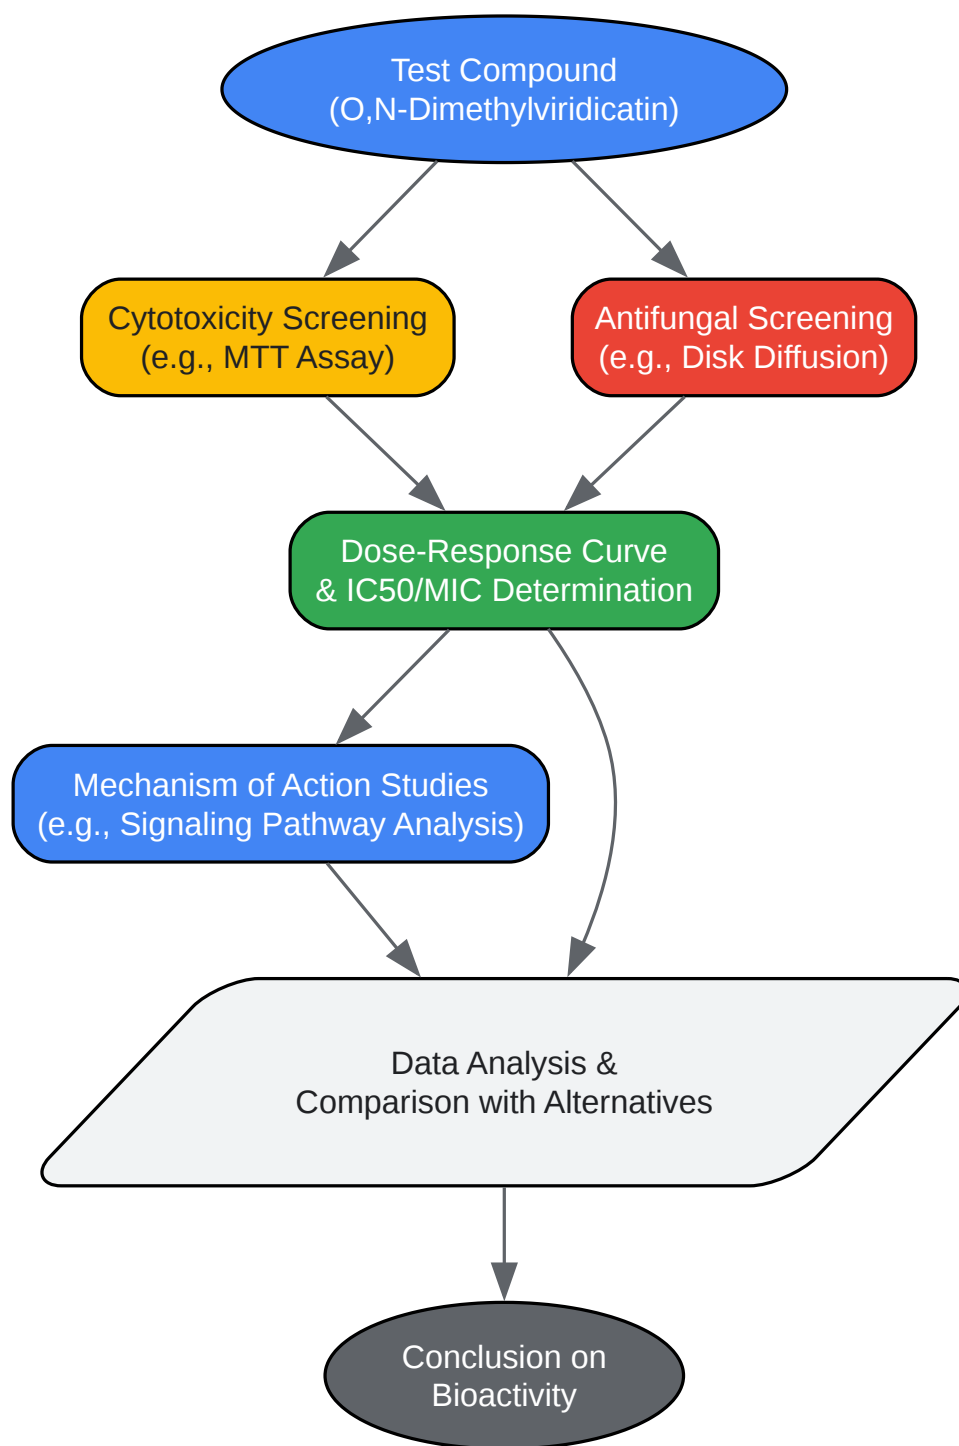 Test Compound
(O,N-Dimethylviridicatin)
Cytotoxicity Screening
(e.g., MTT Assay)
Antifungal Screening
(e.g., Disk Diffusion)
Dose-Response Curve
& IC50/MIC Determination
Mechanism of Action Studies
(e.g., Signaling Pathway Analysis)
Data Analysis &
Comparison with Alternatives
Conclusion on
Bioactivity